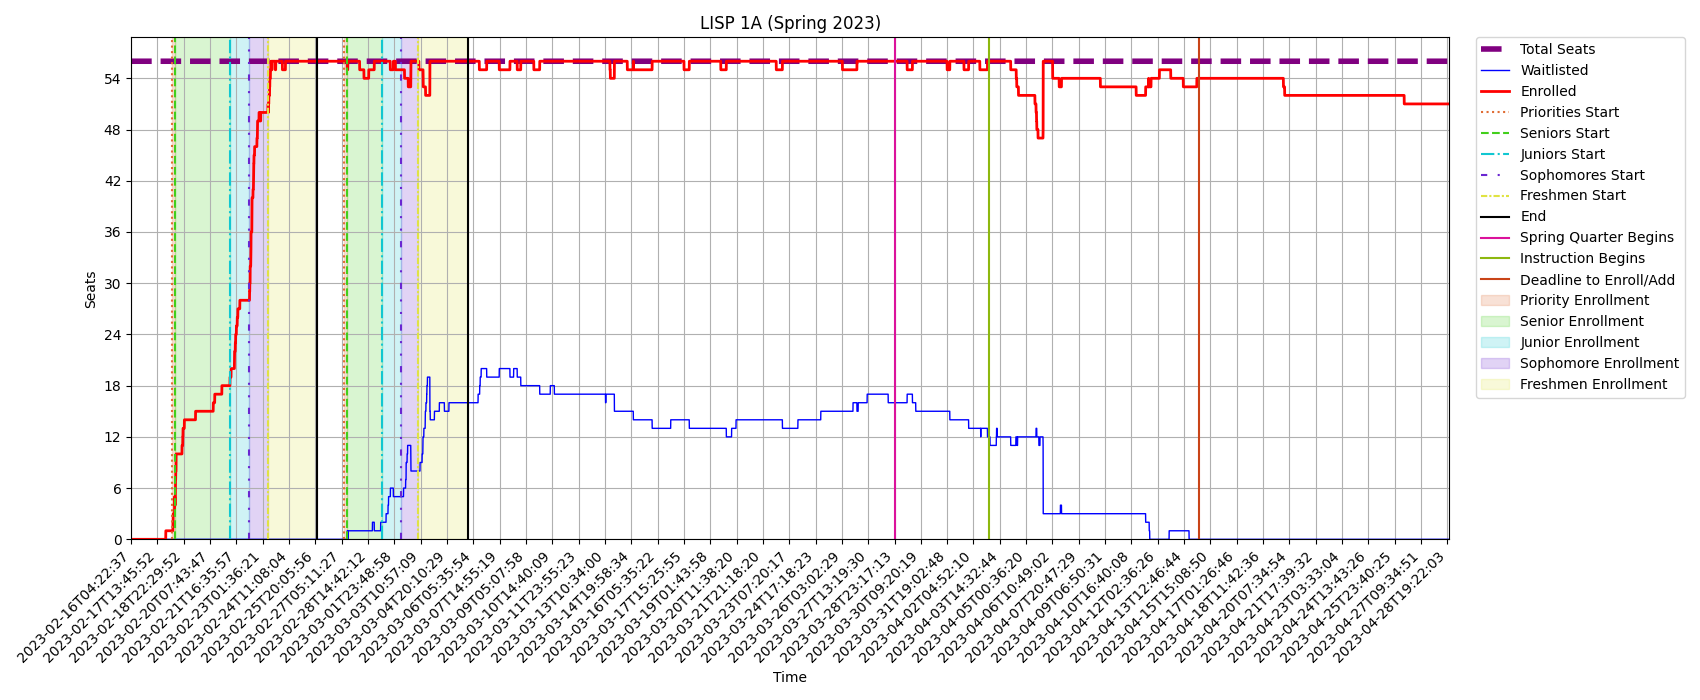 LISP 1A (Spring 2023)
Seats
54
48
42
36
30
24
18
12
6
0
2023-02-16T04:22:37
2023-02-17T13:45:52
2023-02-18T22:29:52
2023-02-20T07:43:47
2023-02-21T16:35:57
2023-02-23T01:36:21
2023-02-24T11:08:04
2023-02-25T20:05:56
2023-02-27T05:11:27
2023-02-28T14:42:12
2023-03-01T23:48:58
2023-03-03T10:57:09
2023-03-04T20:10:29
2023-03-06T05:35:54
2023-03-07T14:55:19
2023-03-09T05:07:58
2023-03-10T14:40:09
2023-03-11T23:55:23
2023-03-13T10:34:00
2023-03-14T19:58:34
2023-03-16T05:35:22
2023-03-17T15:25:55
2023-03-19T01:43:58
2023-03-20T11:38:20
2023-03-21T21:18:20
2023-03-23T07:20:17
2023-03-24T17:18:23
2023-03-26T03:02:29
2023-03-27T13:19:30
2023-03-28T23:17:13
2023-03-30T09:20:19
2023-03-31T19:02:48
2023-04-02T04:52:10
2023-04-03T14:32:44
2023-04-05T00:36:20
2023-04-06T10:49:02
2023-04-07T20:47:29
2023-04-09T06:50:31
2023-04-10T16:40:08
2023-04-12T02:36:26
2023-04-13T12:46:44
2023-04-15T15:08:50
2023-04-17T01:26:46
2023-04-18T11:42:36
2023-04-20T07:34:54
2023-04-21T17:39:32
2023-04-23T03:33:04
2023-04-24T13:43:26
2023-04-25T23:40:25
2023-04-27T09:34:51
2023-04-28T19:22:03
Time
Total Seats
Waitlisted
Enrolled
Priorities Start
Seniors Start
Juniors Start
Sophomores Start
Freshmen Start
End
Spring Quarter Begins
Instruction Begins
Deadline to Enroll/Add
Priority Enrollment
Senior Enrollment
Junior Enrollment
Sophomore Enrollment
Freshmen Enrollment